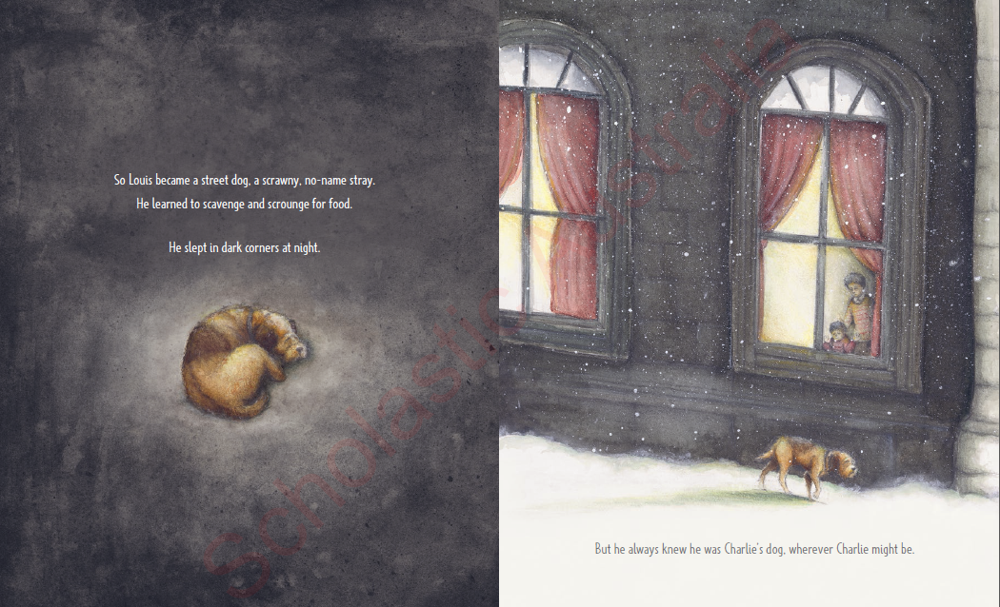 So Louis became a street dog, a scrawny, no-name stray.
He learned to scavenge and scrounge for food.
He slept in dark corners at night.
But he always knew he was Charlie's dog, wherever Charlie might be.
Scholastic Australia